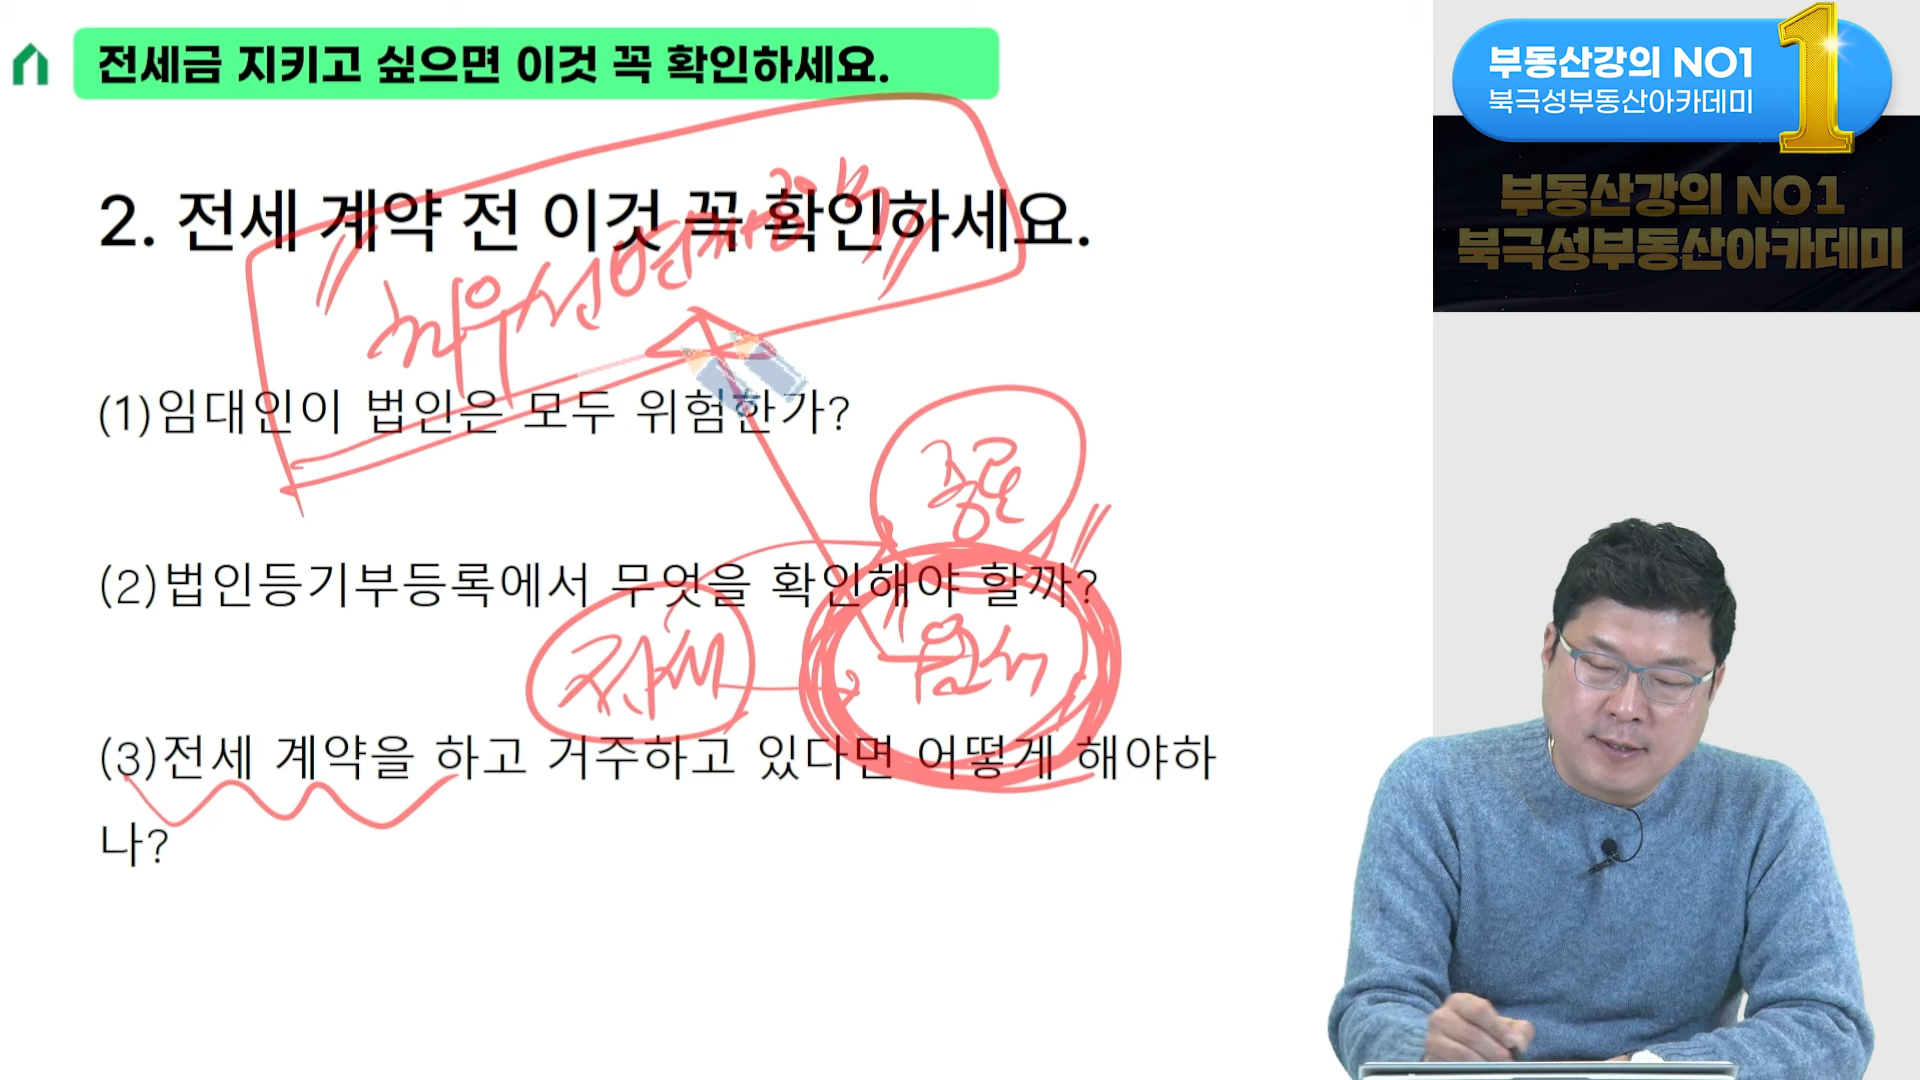 전세금 지키고 싶으면 이것 꼭 확인하세요.
부동산강의 NO1
북극성부동산아카데미
1
부동산강의 NO1
북극성부동산아카데미
2. 전세 계약 전 이것 꼭 확인하세요.
최우선변제금액
(1)임대인이 법인은 모두 위험한가?
종로
(2)법인등기부등록에서 무엇을 확인해야 할까?
전세
월세
(3)전세 계약을 하고 거주하고 있다면 어떻게 해야하
나?